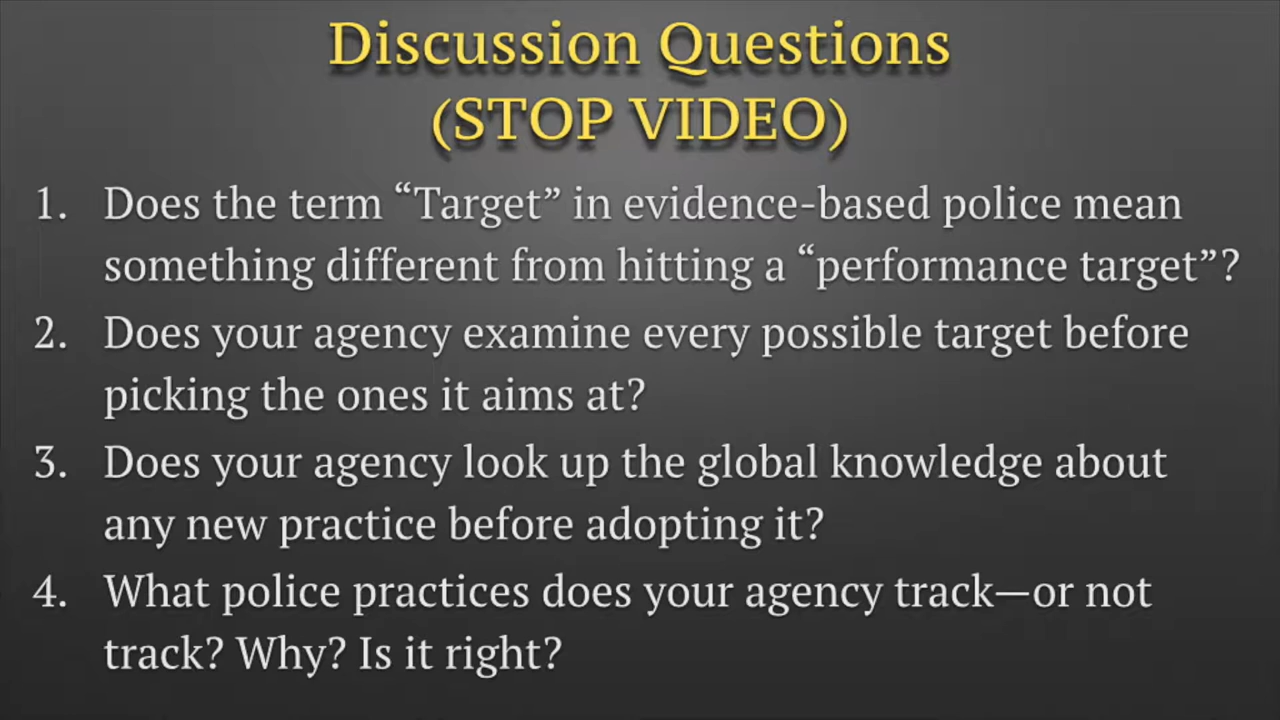 Discussion Questions
(STOP VIDEO)
1. Does the term “Target” in evidence-based police mean
something different from hitting a “performance target”?
2. Does your agency examine every possible target before
picking the ones it aims at?
3. Does your agency look up the global knowledge about
any new practice before adopting it?
4. What police practices does your agency track—or not
track? Why? Is it right?